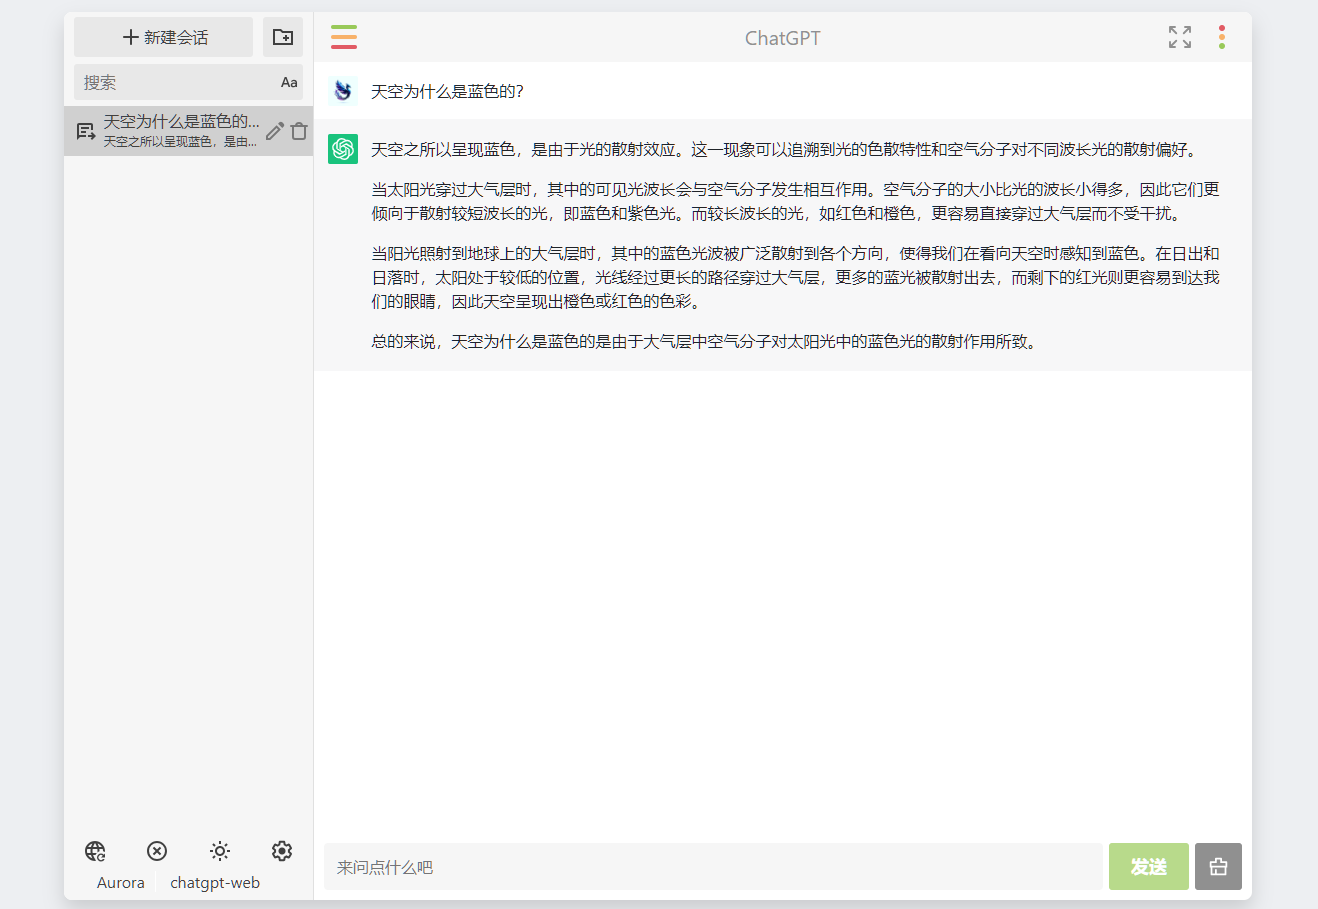 新建会话
搜索
Aa
天空为什么是蓝色的...
天空之所以呈现蓝色，是由...
ChatGPT
天空为什么是蓝色的?
天空之所以呈现蓝色，是由于光的散射效应。这一现象可以追溯到光的色散特性和空气分子对不同波长光的散射偏好。
当太阳光穿过大气层时，其中的可见光波长会与空气分子发生相互作用。空气分子的大小比光的波长小得多，因此它们更
倾向于散射较短波长的光，即蓝色和紫色光。而较长波长的光，如红色和橙色，更容易直接穿过大气层而不受干扰。
当阳光照射到地球上的大气层时，其中的蓝色光波被广泛散射到各个方向，使得我们在看向天空时感知到蓝色。在日出和
日落时，太阳处于较低的位置，光线经过更长的路径穿过大气层，更多的蓝光被散射出去，而剩下的红光则更容易到达我
们的眼睛，因此天空呈现出橙色或红色的色彩。
总的来说，天空为什么是蓝色的是由于大气层中空气分子对太阳光中的蓝色光的散射作用所致。
来问点什么吧
发送
Aurora
chatgpt-web